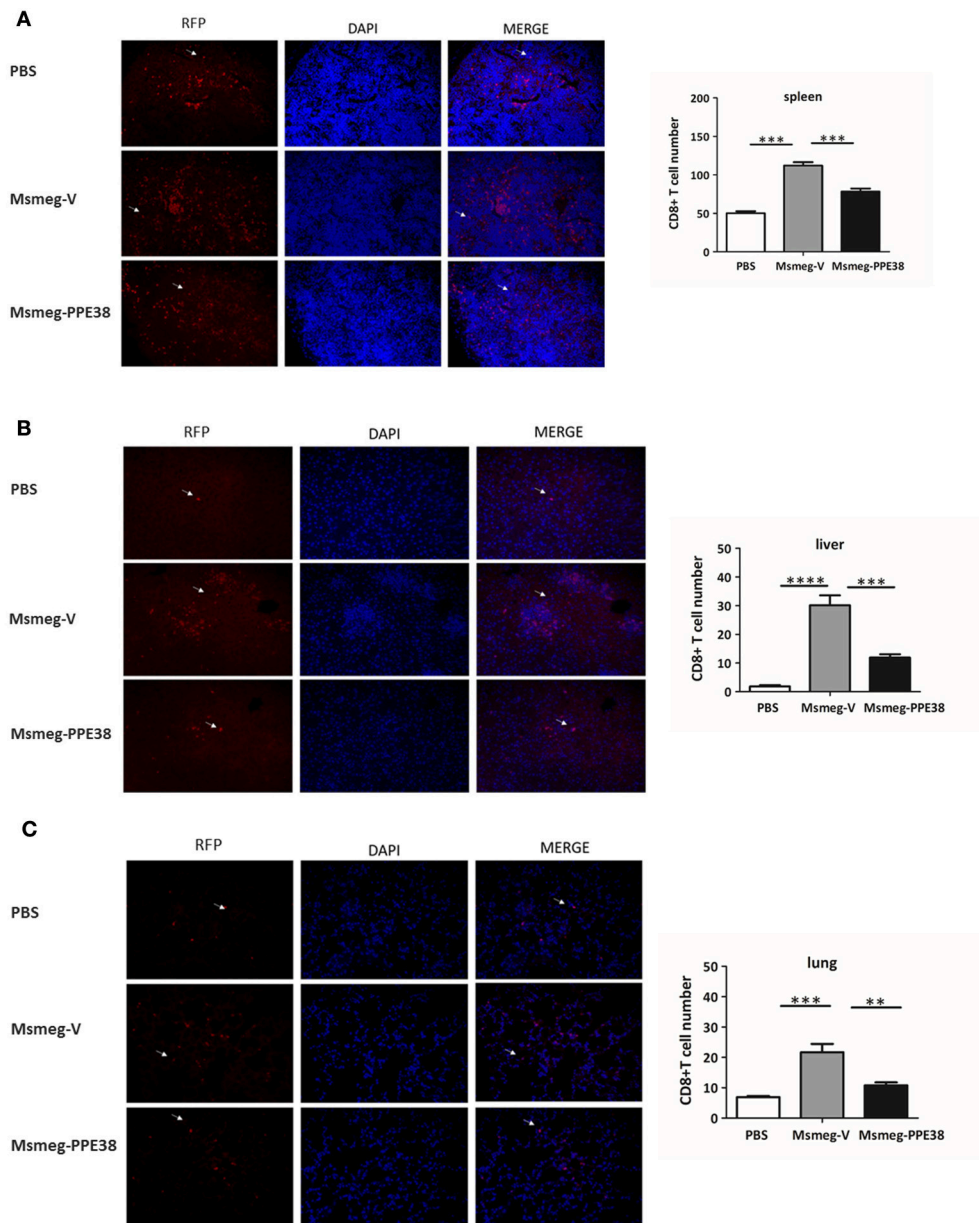 A
RFP DAPI MERGE
PBS
Msmeg-V
Msmeg-PPE38
spleen
CD8+ T cell number
200
150
100
50
0
*** ***
PBS Msmeg-V Msmeg-PPE38
B
RFP DAPI MERGE
PBS
Msmeg-V
Msmeg-PPE38
liver
CD8+ T cell number
50
40
30
20
10
0
**** ***
PBS Msmeg-V Msmeg-PPE38
C
RFP DAPI MERGE
PBS
Msmeg-V
Msmeg-PPE38
lung
CD8+T cell number
50
40
30
20
10
0
*** **
PBS Msmeg-V Msmeg-PPE38